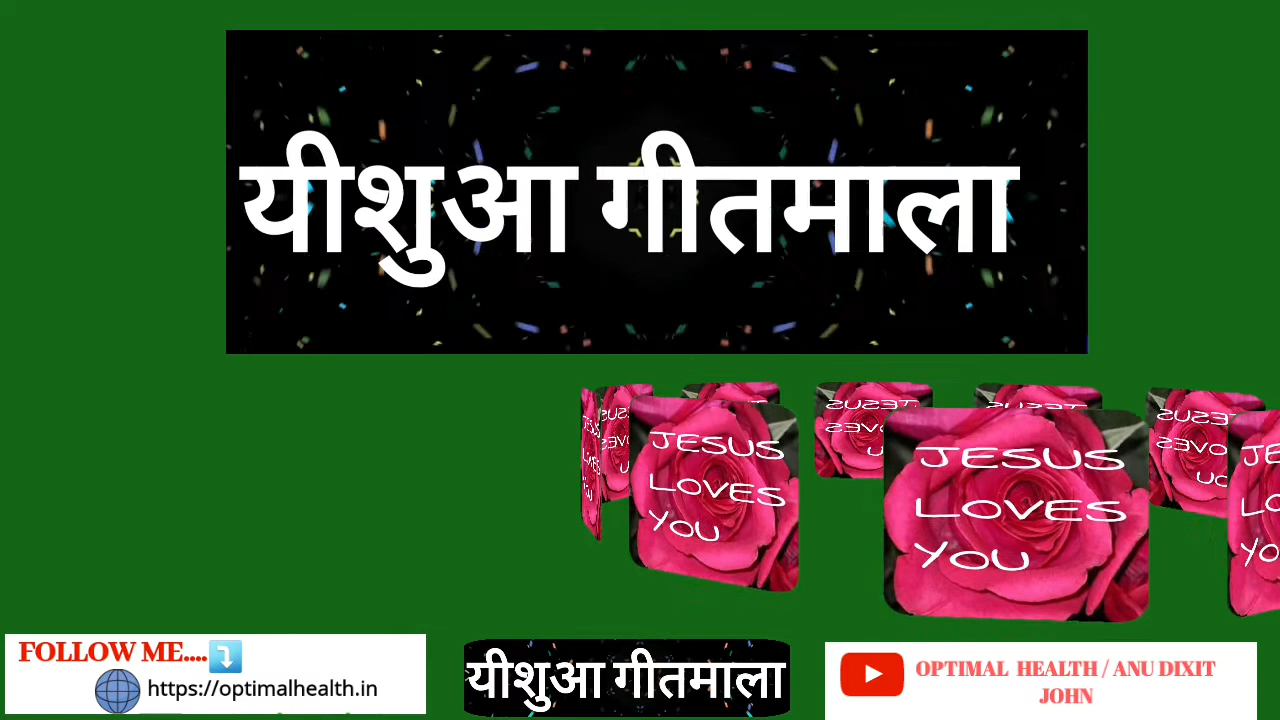 यीशुआ गीतमाला
JESUS
LOVES
YOU
JESUS
LOVES
YOU
FOLLOW ME....
https://optimalhealth.in
यीशुआ गीतमाला
OPTIMAL HEALTH / ANU DIXIT
JOHN